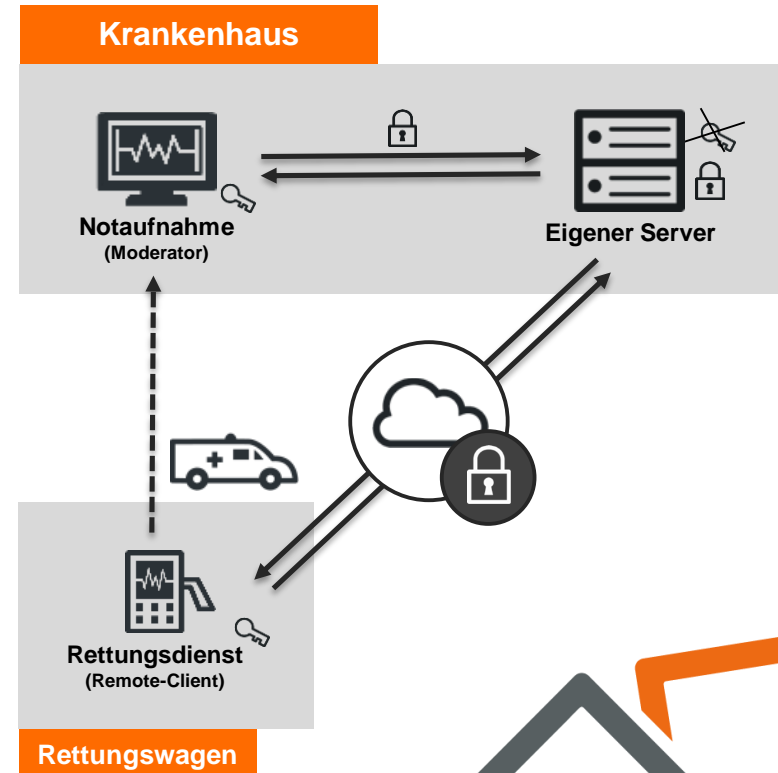 Krankenhaus
Notaufnahme
(Moderator)
Eigener Server
Rettungsdienst
(Remote-Client)
Rettungswagen